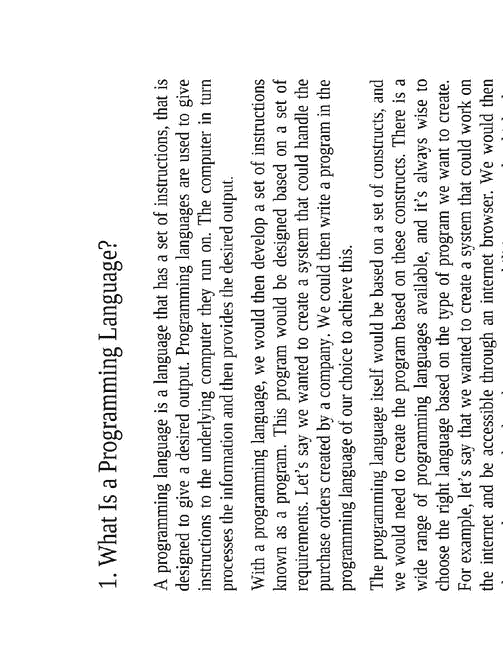 1. What Is a Programming Language?
A programming language is a language that has a set of instructions, that is
designed to give a desired output. Programming languages are used to give
instructions to the underlying computer they run on. The computer in turn
processes the information and then provides the desired output.
With a programming language, we would then develop a set of instructions
known as a program. This program would be designed based on a set of
requirements. Let's say we wanted to create a system that could handle the
purchase orders created by a company. We could then write a program in the
programming language of our choice to achieve this.
The programming language itself would be based on a set of constructs, and
we would need to create the program based on these constructs. There is a
wide range of programming languages available, and it's always wise to
choose the right language based on the type of program we want to create.
For example, let's say that we wanted to create a system that could work on
the internet and be accessible through an internet browser. We would then